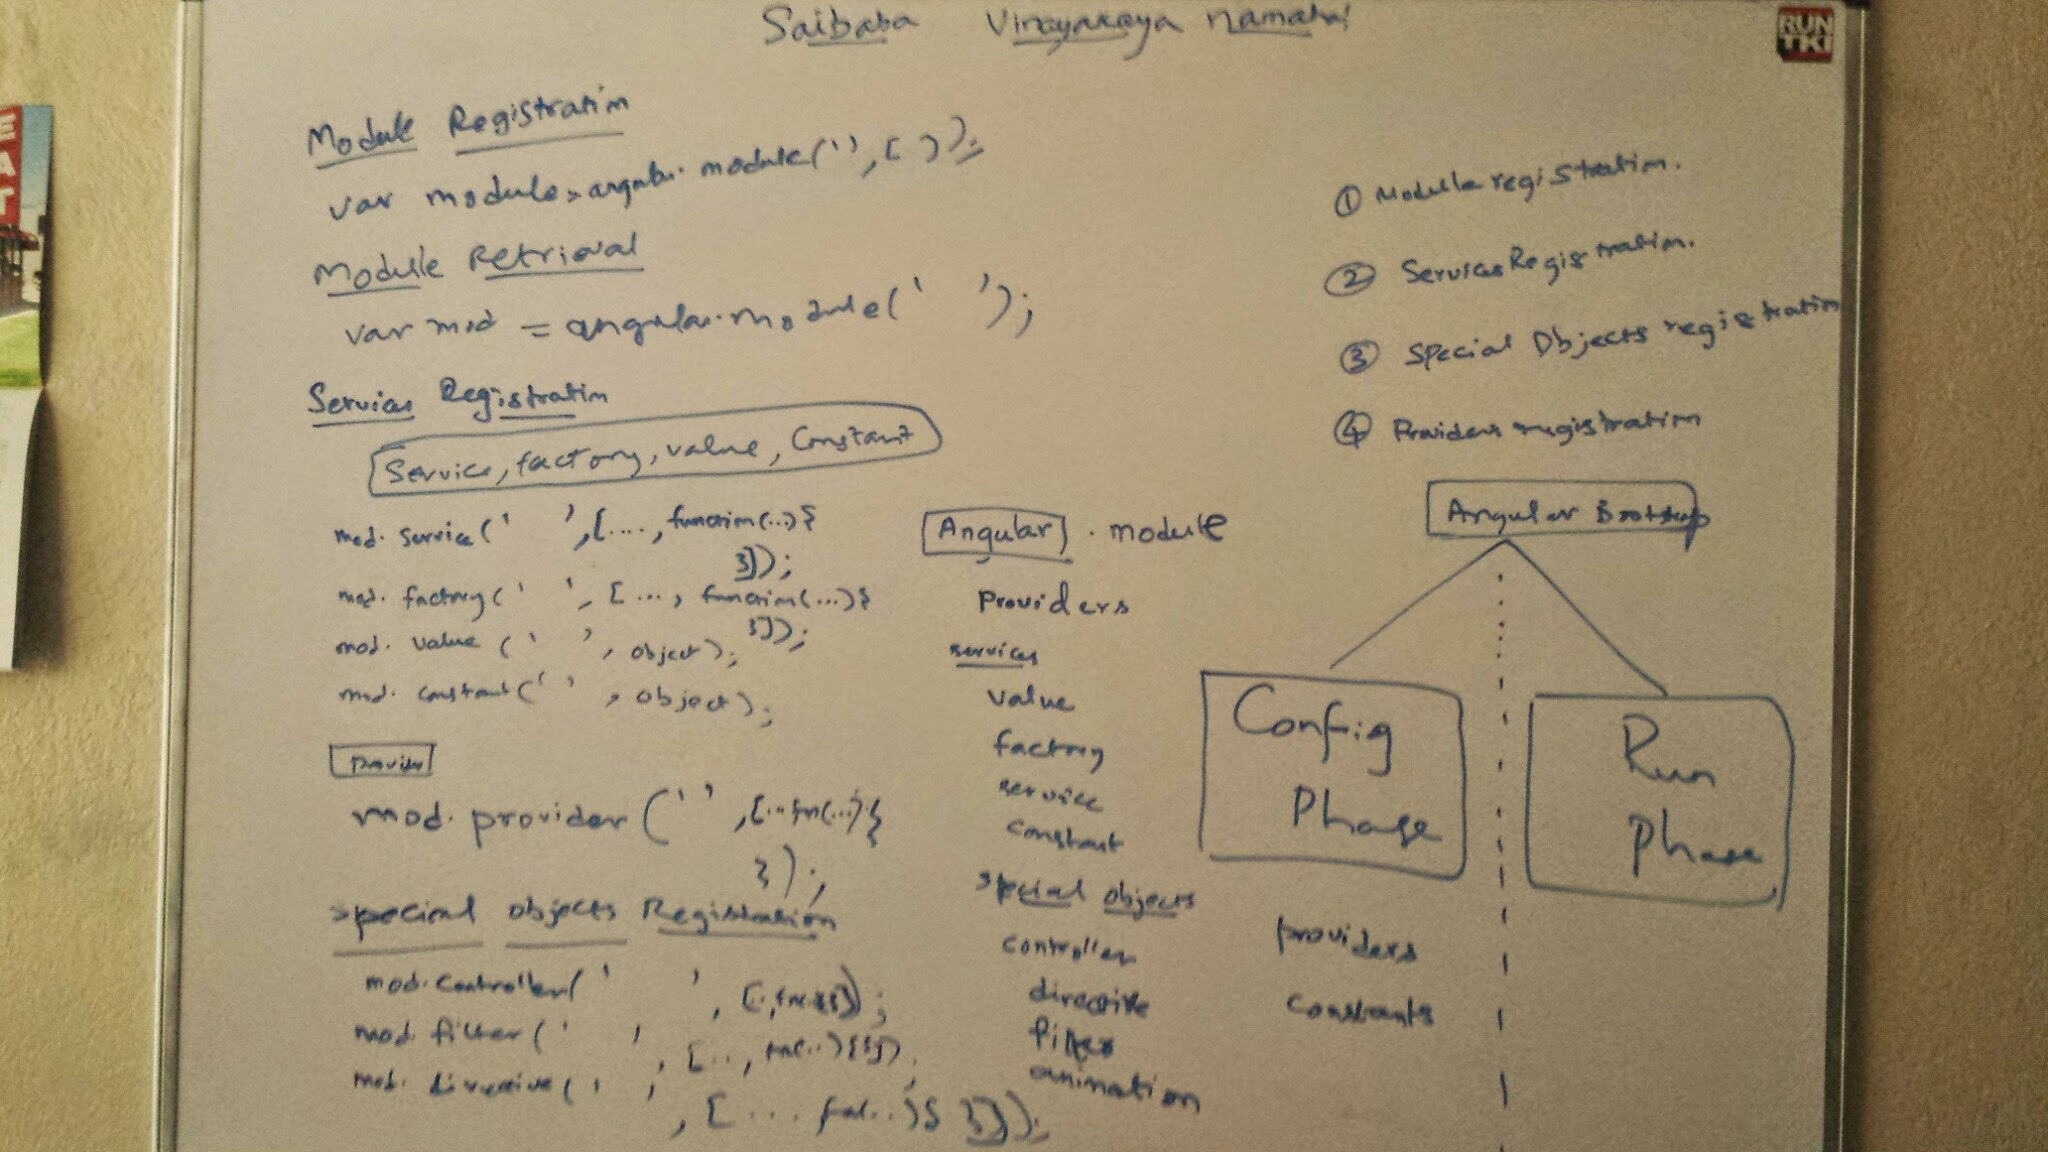 Saibaba Vinayakaya namaha!
RUN
TKI
E
A
T
Module Registration
var module = angular.module('',[ ]);
Module Retrieval
var mod = angular.module(' ');
Services Registration
Service, factory, value, Constant
mod. Service(' ',[...., function(...){
}]);
mod. factory(' ', [ ..., function(...){
}]);
mod. value (' ', object);
mod. constant(' ', object);
Provider
mod. provider('' ,[...fn(...){
});
special objects Registration
mod. controller(' ',
mod. filter(' ', [ .., fn(..){}]);
mod. directive(' '
, [ ... fn(...){ }]);
① Module registration.
② Services Registration.
③ Special Objects registration
④ Providers registration
Angular . module
Providers
services
value
factory
service
constant
special objects
controller
directive
filter
animation
Angular Bootstrap
Config
Phase
Run
Phase
providers
constants